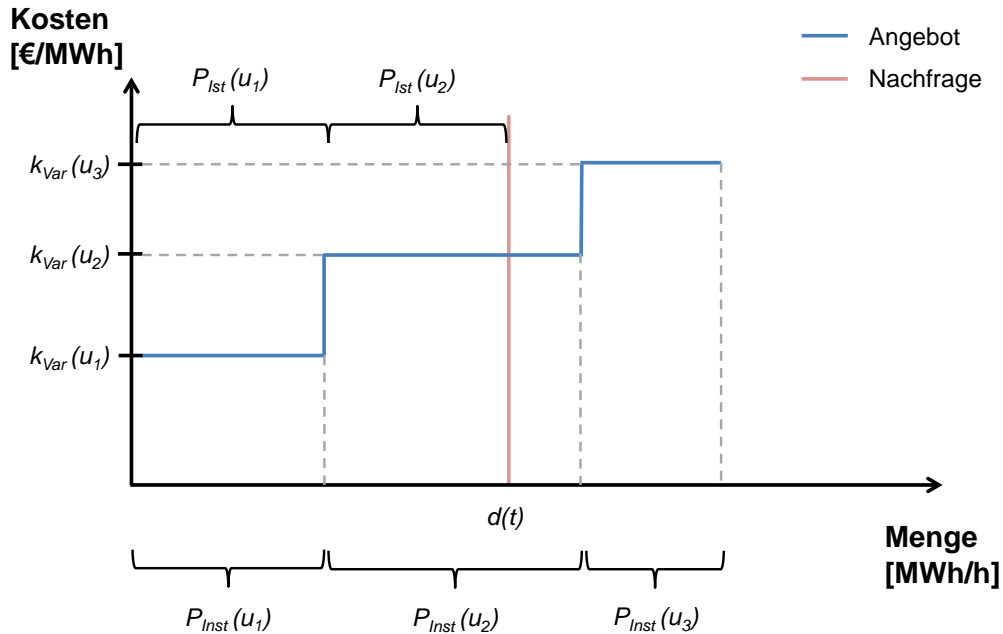 Kosten
[€/MWh]
Angebot
Nachfrage
P_Ist (u_1)
P_Ist (u_2)
k_Var (u_3)
k_Var (u_2)
k_Var (u_1)
d(t)
Menge
[MWh/h]
P_Inst (u_1)
P_Inst (u_2)
P_Inst (u_3)